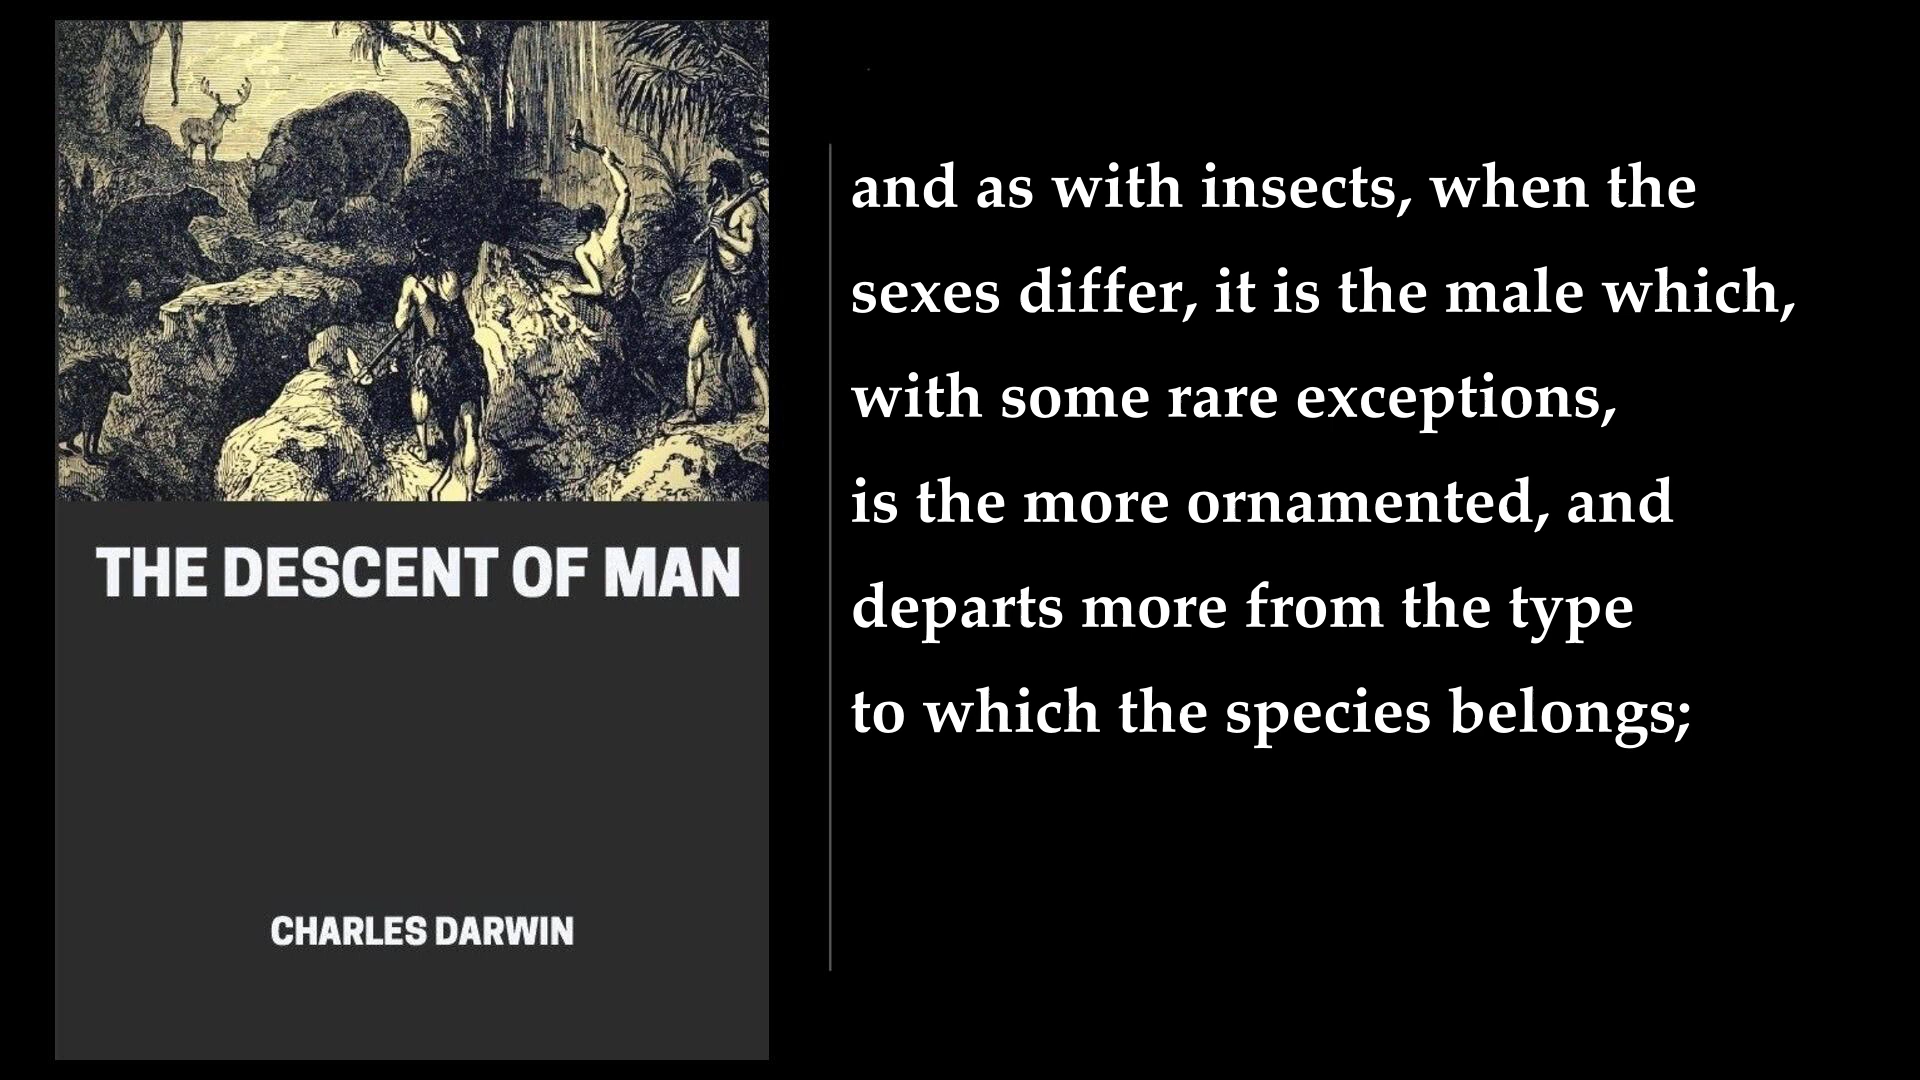 THE DESCENT OF MAN
CHARLES DARWIN
and as with insects, when the
sexes differ, it is the male which,
with some rare exceptions,
is the more ornamented, and
departs more from the type
to which the species belongs;